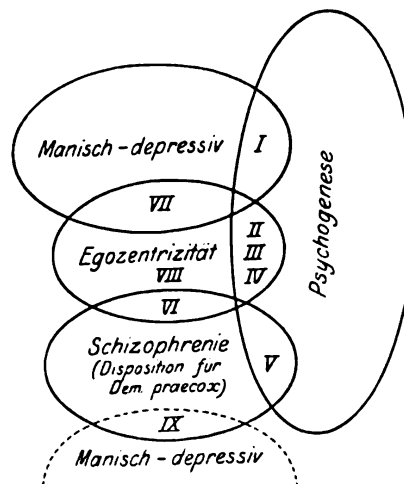 Manisch-depressiv
I
VII
II
Egozentrizität
III
VIII
IV
VI
Schizophrenie
(Disposition für
Dem. praecox)
V
IX
Manisch-depressiv
Psychogenese